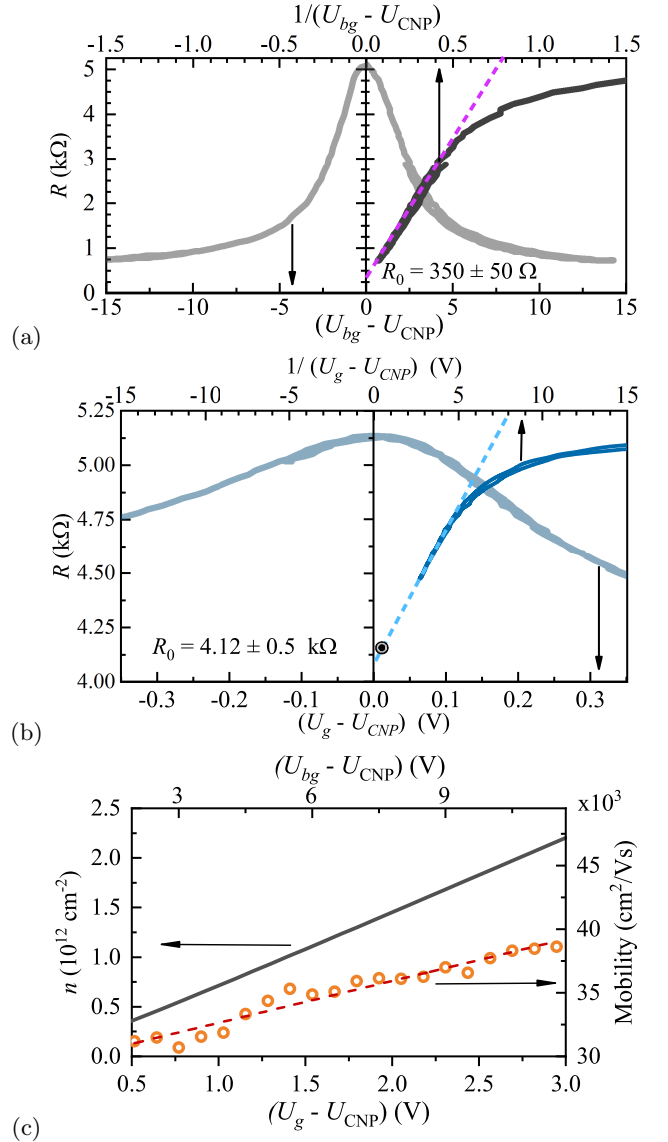 1/(U_bg - U_CNP)
-1.5 -1.0 -0.5 0.0 0.5 1.0 1.5
5
4
3
2
1
0
R (kΩ)
R_0 = 350 ± 50 Ω
-15 -10 -5 0 5 10 15
(U_bg - U_CNP)
(a)
1/ (U_g - U_CNP) (V)
-15 -10 -5 0 5 10 15
5.25
5.00
4.75
4.50
4.25
4.00
R (kΩ)
R_0 = 4.12 ± 0.5 kΩ
-0.3 -0.2 -0.1 0.0 0.1 0.2 0.3
(U_g - U_CNP) (V)
(b)
(U_bg - U_CNP) (V)
3 6 9
x10³
2.5
2.0
1.5
1.0
0.5
0.0
n (10¹² cm⁻²)
45
40
35
30
Mobility (cm²/Vs)
0.5 1.0 1.5 2.0 2.5 3.0
(U_g - U_CNP) (V)
(c)